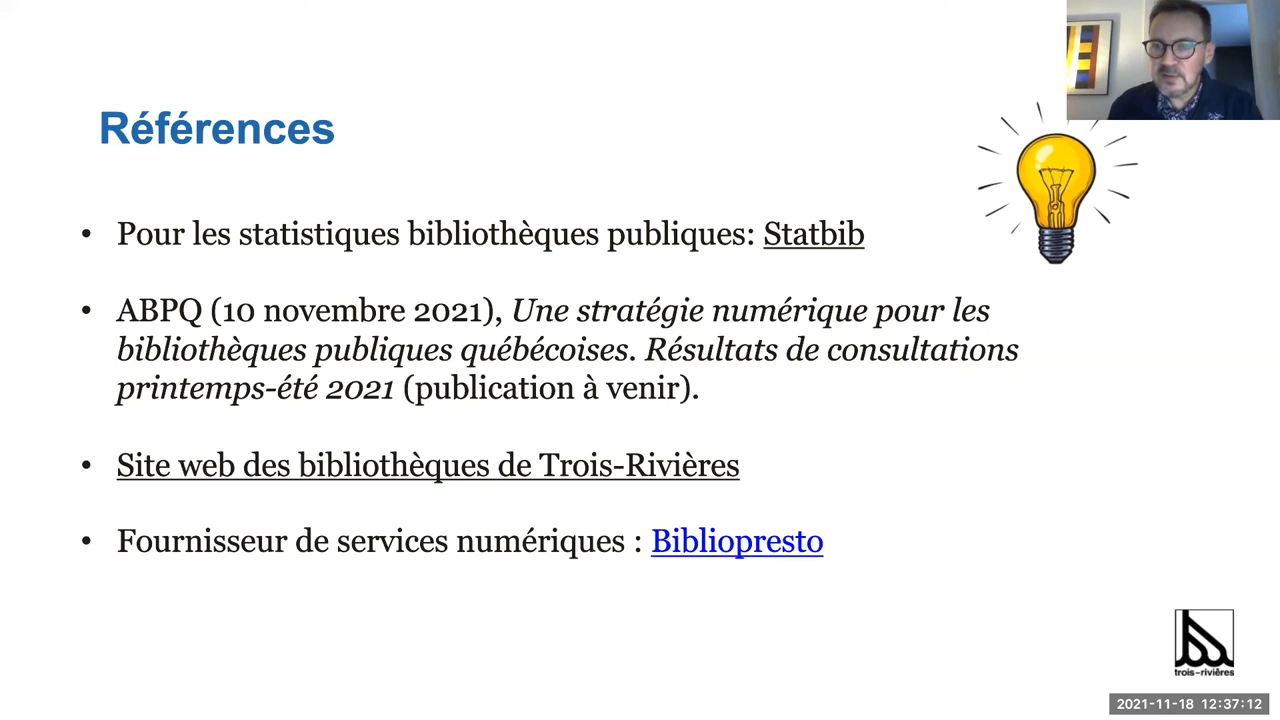 Références
• Pour les statistiques bibliothèques publiques: Statbib
• ABPQ (10 novembre 2021), Une stratégie numérique pour les
bibliothèques publiques québécoises. Résultats de consultations
printemps-été 2021 (publication à venir).
• Site web des bibliothèques de Trois-Rivières
• Fournisseur de services numériques : Bibliopresto
trois-rivières
2021-11-18 12:37:12